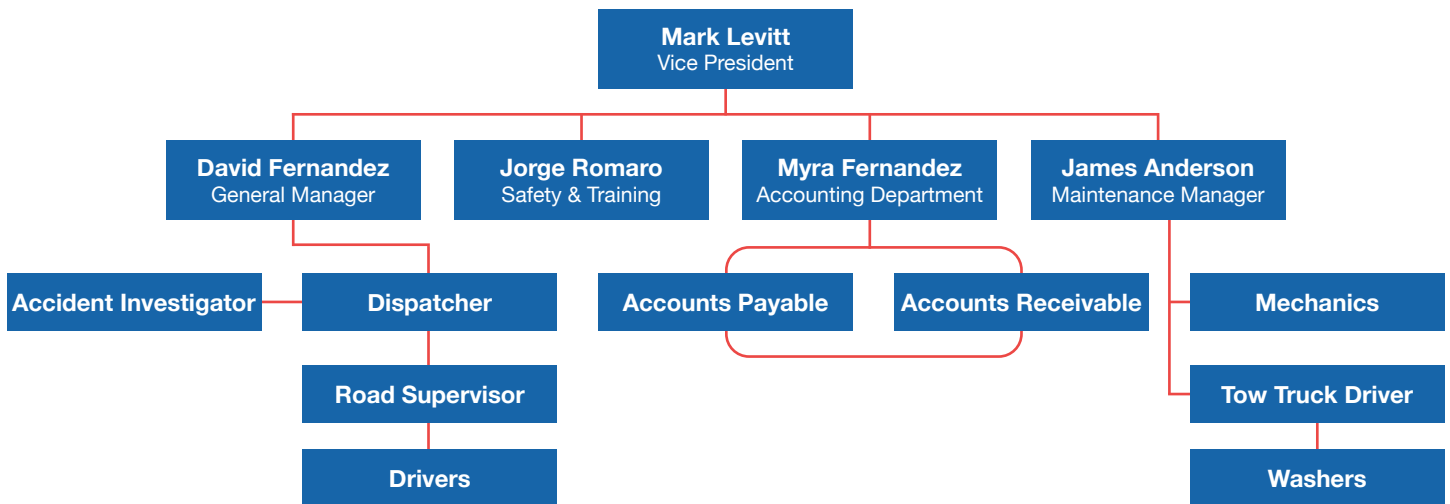 Mark Levitt
Vice President
David Fernandez
General Manager
Jorge Romaro
Safety & Training
Myra Fernandez
Accounting Department
James Anderson
Maintenance Manager
Accident Investigator
Dispatcher
Accounts Payable
Accounts Receivable
Mechanics
Road Supervisor
Tow Truck Driver
Drivers
Washers